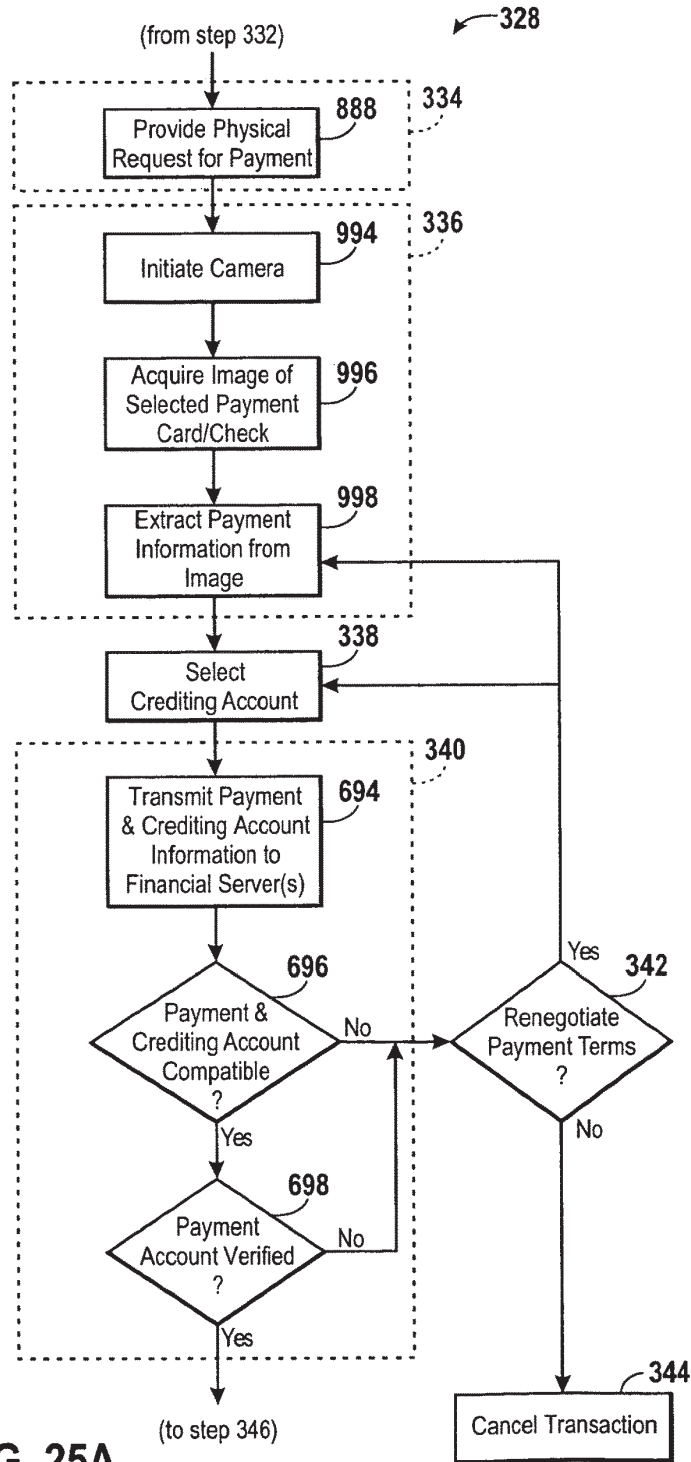 328
(from step 332)
334
888
Provide Physical
Request for Payment
336
994
Initiate Camera
996
Acquire Image of
Selected Payment
Card/Check
998
Extract Payment
Information from
Image
338
Select
Crediting Account
340
694
Transmit Payment
& Crediting Account
Information to
Financial Server(s)
696
Payment &
Crediting Account
Compatible
?
No
Yes
342
Renegotiate
Payment Terms
?
Yes
No
698
Payment
Account Verified
?
No
Yes
(to step 346)
344
Cancel Transaction
25A